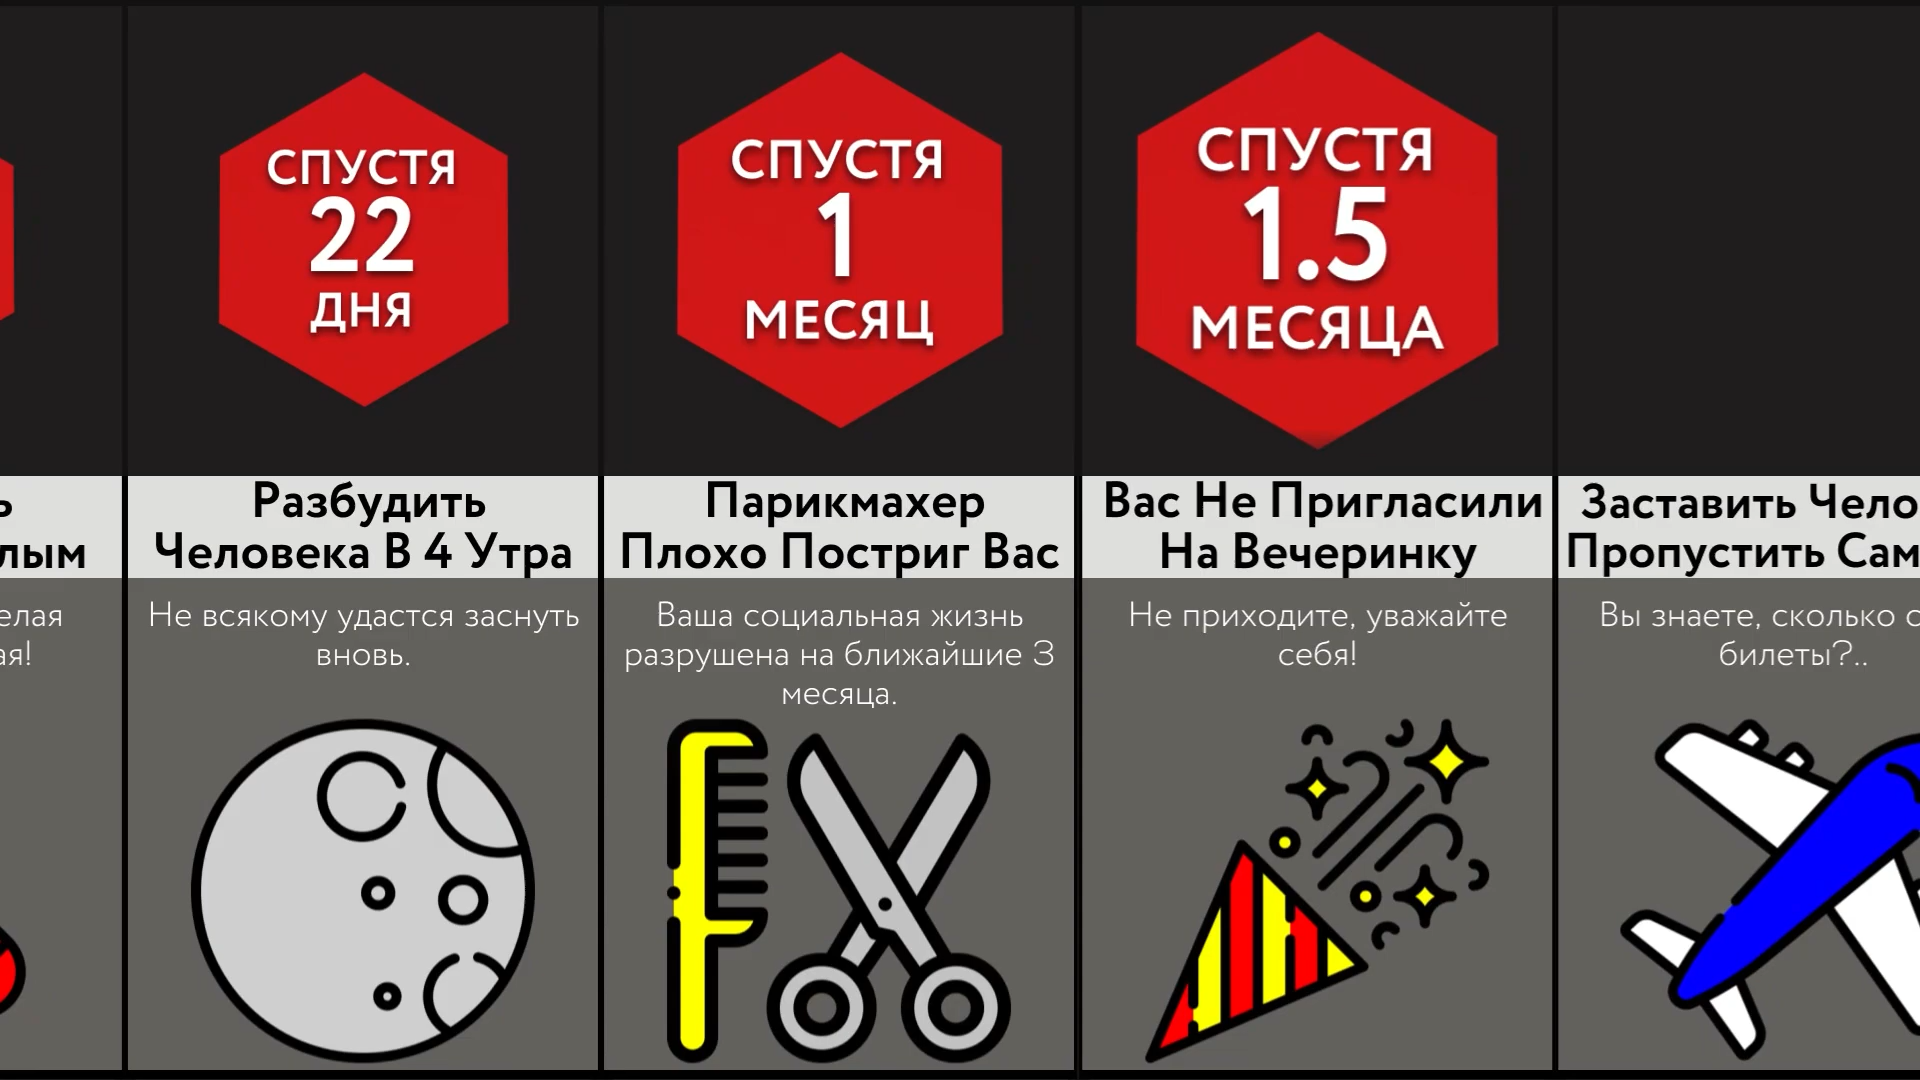 СПУСТЯ
22
ДНЯ
Разбудить
Человека В 4 Утра
Не всякому удастся заснуть
вновь.
СПУСТЯ
1
МЕСЯЦ
Парикмахер
Плохо Постриг Вас
Ваша социальная жизнь
разрушена на ближайшие 3
месяца.
СПУСТЯ
1.5
МЕСЯЦА
Вас Не Пригласили
На Вечеринку
Не приходите, уважайте
себя!
Заставить
Пропустить
Вы знаете, сколько
билеты?..